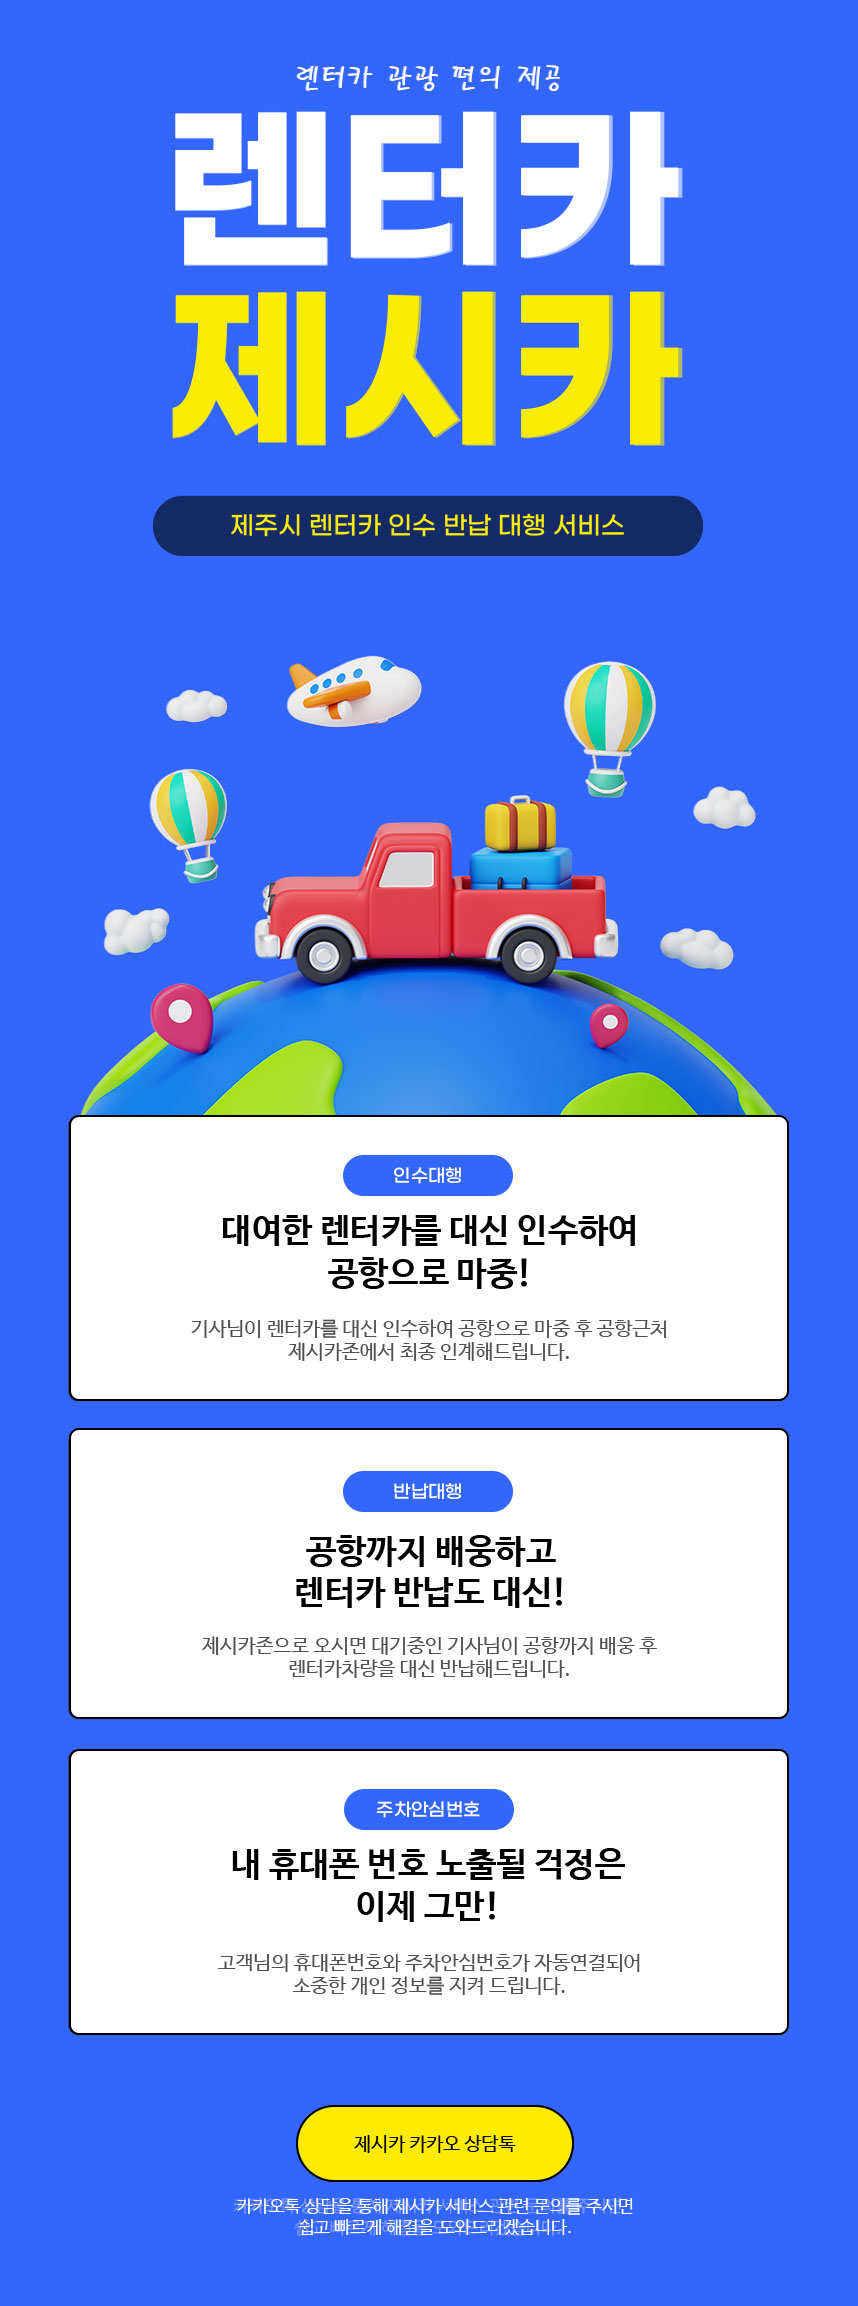 렌터카 관광 편의 제공
렌터카
제시카
제주시 렌터카 인수 반납 대행 서비스
인수대행
대여한 렌터카를 대신 인수하여
공항으로 마중!
기사님이 렌터카를 대신 인수하여 공항으로 마중 후 공항근처
제시카존에서 최종 인계해드립니다.
반납대행
공항까지 배웅하고
렌터카 반납도 대신!
제시카존으로 오시면 대기중인 기사님이 공항까지 배웅 후
렌터카차량을 대신 반납해드립니다.
주차안심번호
내 휴대폰 번호 노출될 걱정은
이제 그만!
고객님의 휴대폰번호와 주차안심번호가 자동연결되어
소중한 개인 정보를 지켜 드립니다.
제시카 카카오 상담톡
카카오톡 상담을 통해 제시카 서비스 관련 문의를 주시면
쉽고 빠르게 해결을 도와드리겠습니다.